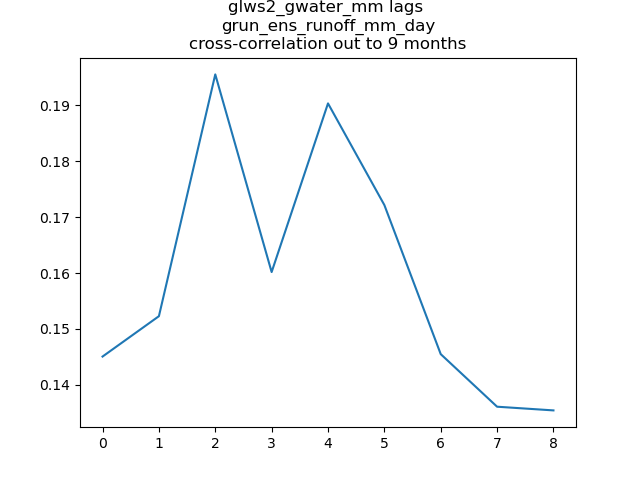 glws2_gwater_mm lags
grun_ens_runoff_mm_day
cross-correlation out to 9 months
0.19
0.18
0.17
0.16
0.15
0.14
0 1 2 3 4 5 6 7 8